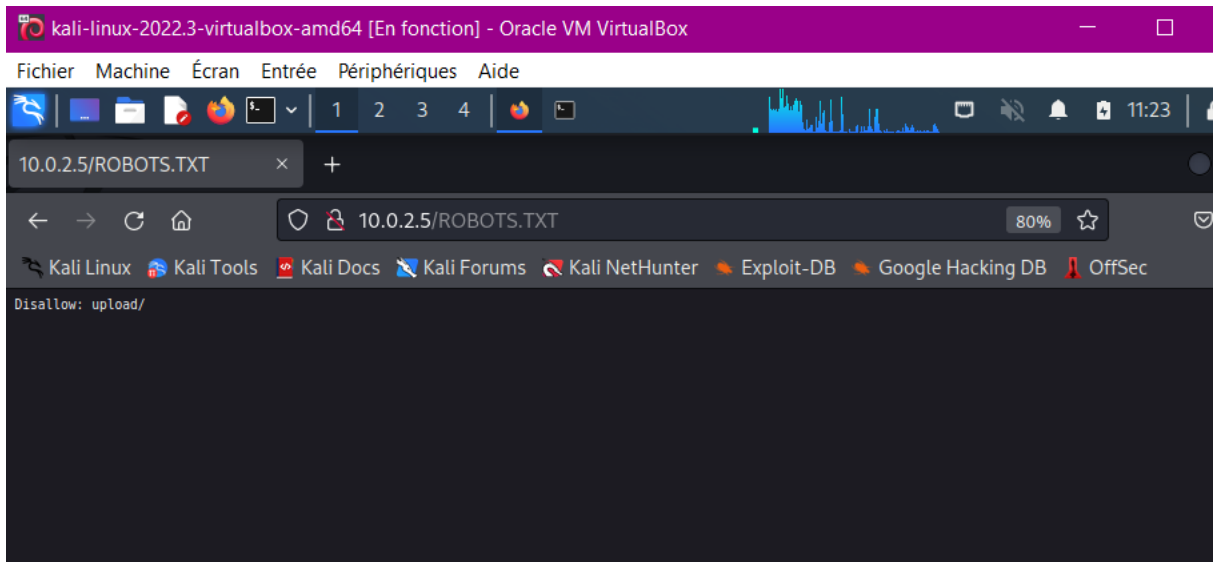 kali-linux-2022.3-virtualbox-amd64 [En fonction] - Oracle VM VirtualBox
Fichier Machine Écran Entrée Périphériques Aide
1 2 3 4 11:23
10.0.2.5/ROBOTS.TXT
10.0.2.5/ROBOTS.TXT 80%
Kali Linux Kali Tools Kali Docs Kali Forums Kali NetHunter Exploit-DB Google Hacking DB OffSec
Disallow: upload/